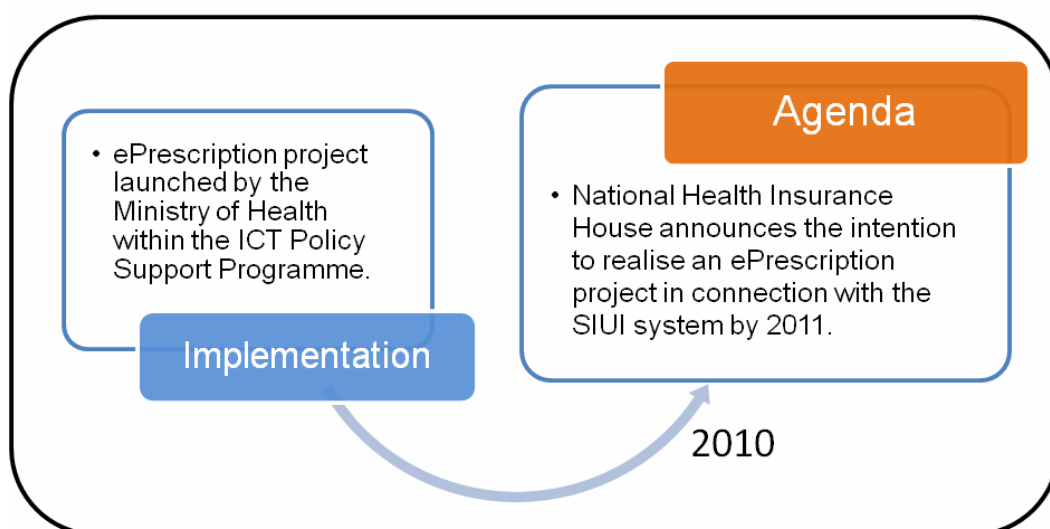 • ePrescription project
launched by the
Ministry of Health
within the ICT Policy
Support Programme.
Implementation
Agenda
• National Health Insurance
House announces the intention
to realise an ePrescription
project in connection with the
SIUI system by 2011.
2010